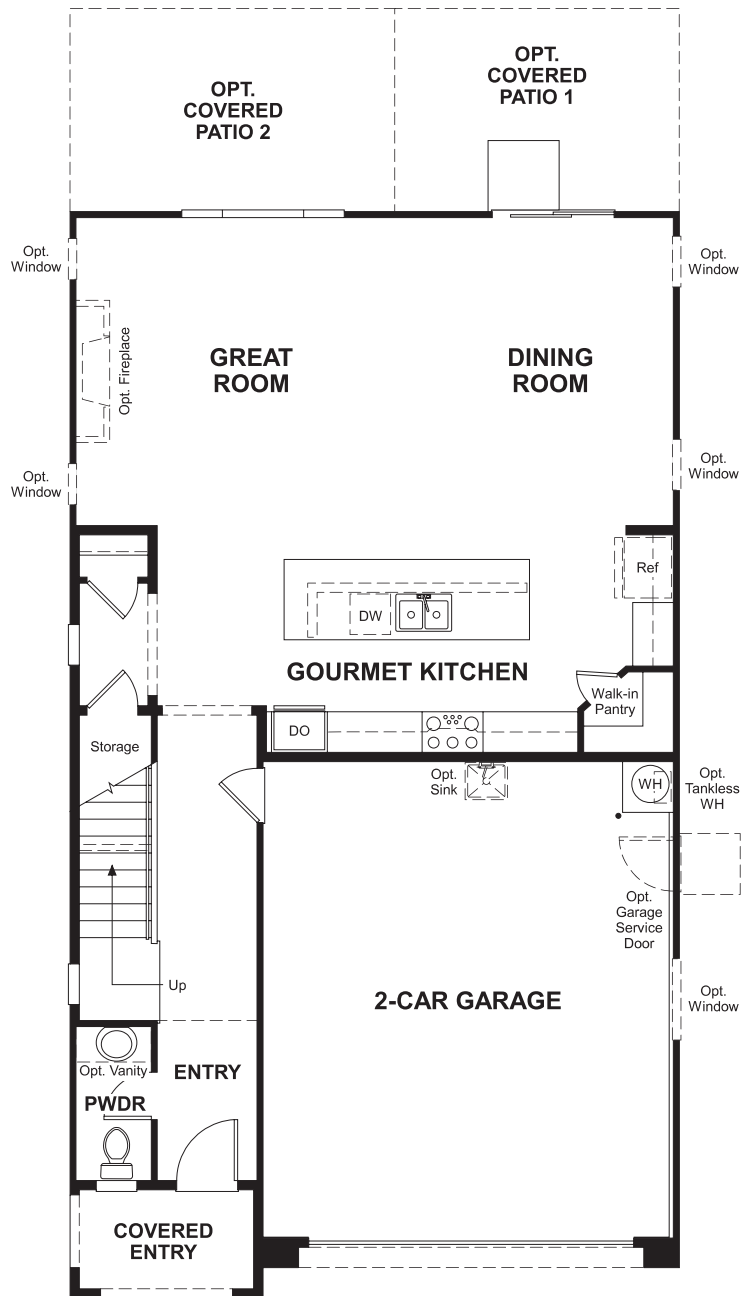 OPT.
COVERED
PATIO 2
OPT.
COVERED
PATIO 1
Opt.
Window
Opt.
Window
Opt. Fireplace
GREAT
ROOM
DINING
ROOM
Opt.
Window
Opt.
Window
Ref
DW
GOURMET KITCHEN
Walk-in
Pantry
DO
Storage
Opt.
Sink
WH
Opt.
Tankless
WH
Opt.
Garage
Service
Door
Up
2-CAR GARAGE
Opt.
Window
Opt. Vanity
ENTRY
PWDR
COVERED
ENTRY